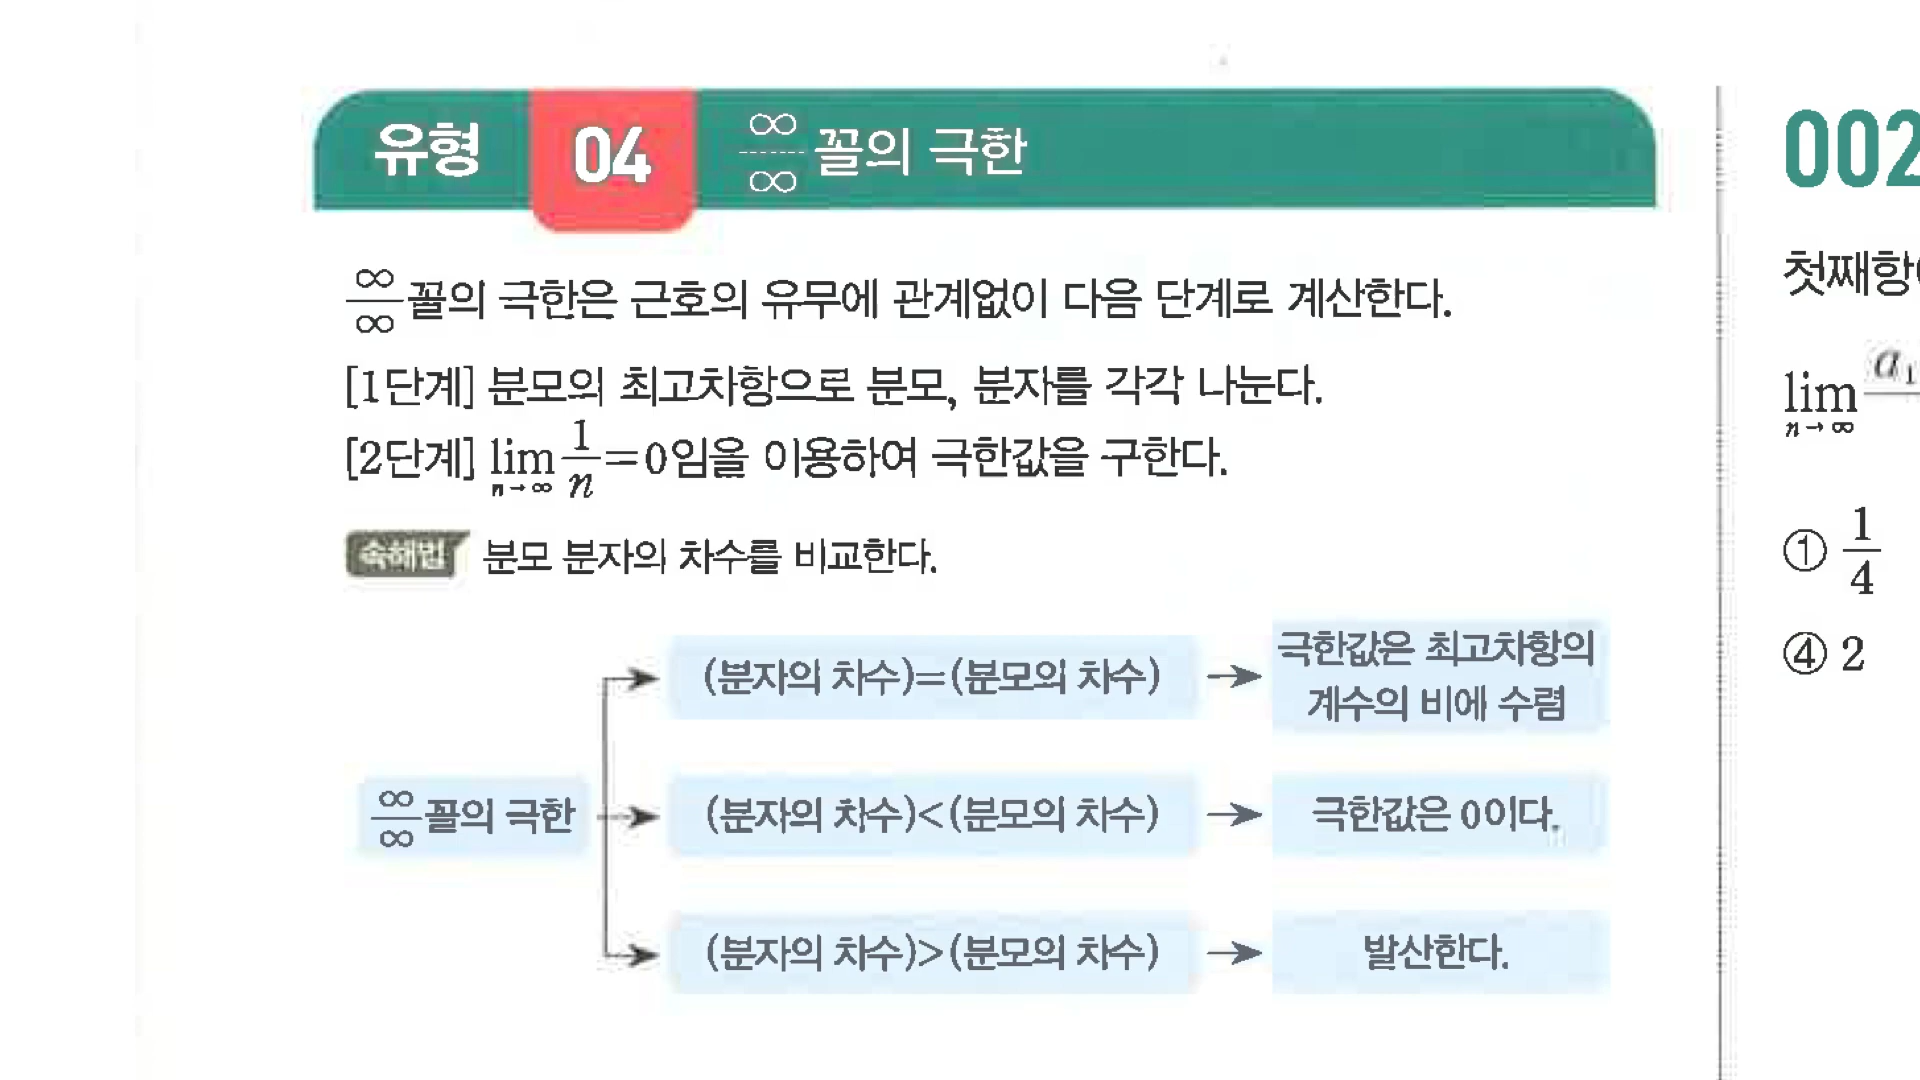 유형 04 ∞/∞ 꼴의 극한
∞/∞ 꼴의 극한은 근호의 유무에 관계없이 다음 단계로 계산한다.
[1단계] 분모의 최고차항으로 분모, 분자를 각각 나눈다.
[2단계] lim n→∞ 1/n =0임을 이용하여 극한값을 구한다.
속해법 분모 분자의 차수를 비교한다.
∞/∞ 꼴의 극한
(분자의 차수)=(분모의 차수) → 극한값은 최고차항의
계수의 비에 수렴
(분자의 차수)<(분모의 차수) → 극한값은 0이다.
(분자의 차수)>(분모의 차수) → 발산한다.
002
첫째항
lim n→∞ a₁
① 1/4
④ 2